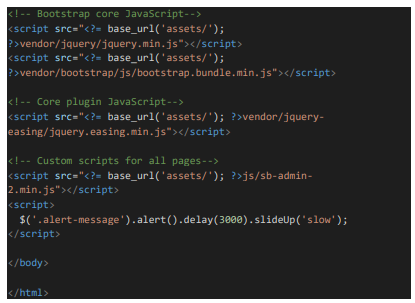 <!-- Bootstrap core JavaScript-->
<script src="<?= base_url('assets/');
?>vendor/jquery/jquery.min.js"></script>
<script src="<?= base_url('assets/');
?>vendor/bootstrap/js/bootstrap.bundle.min.js"></script>
<!-- Core plugin JavaScript-->
<script src="<?= base_url('assets/'); ?>vendor/jquery-
easing/jquery.easing.min.js"></script>
<!-- Custom scripts for all pages-->
<script src="<?= base_url('assets/'); ?>js/sb-admin-
2.min.js"></script>
<script>
$('.alert-message').alert().delay(3000).slideUp('slow');
</script>
</body>
</html>